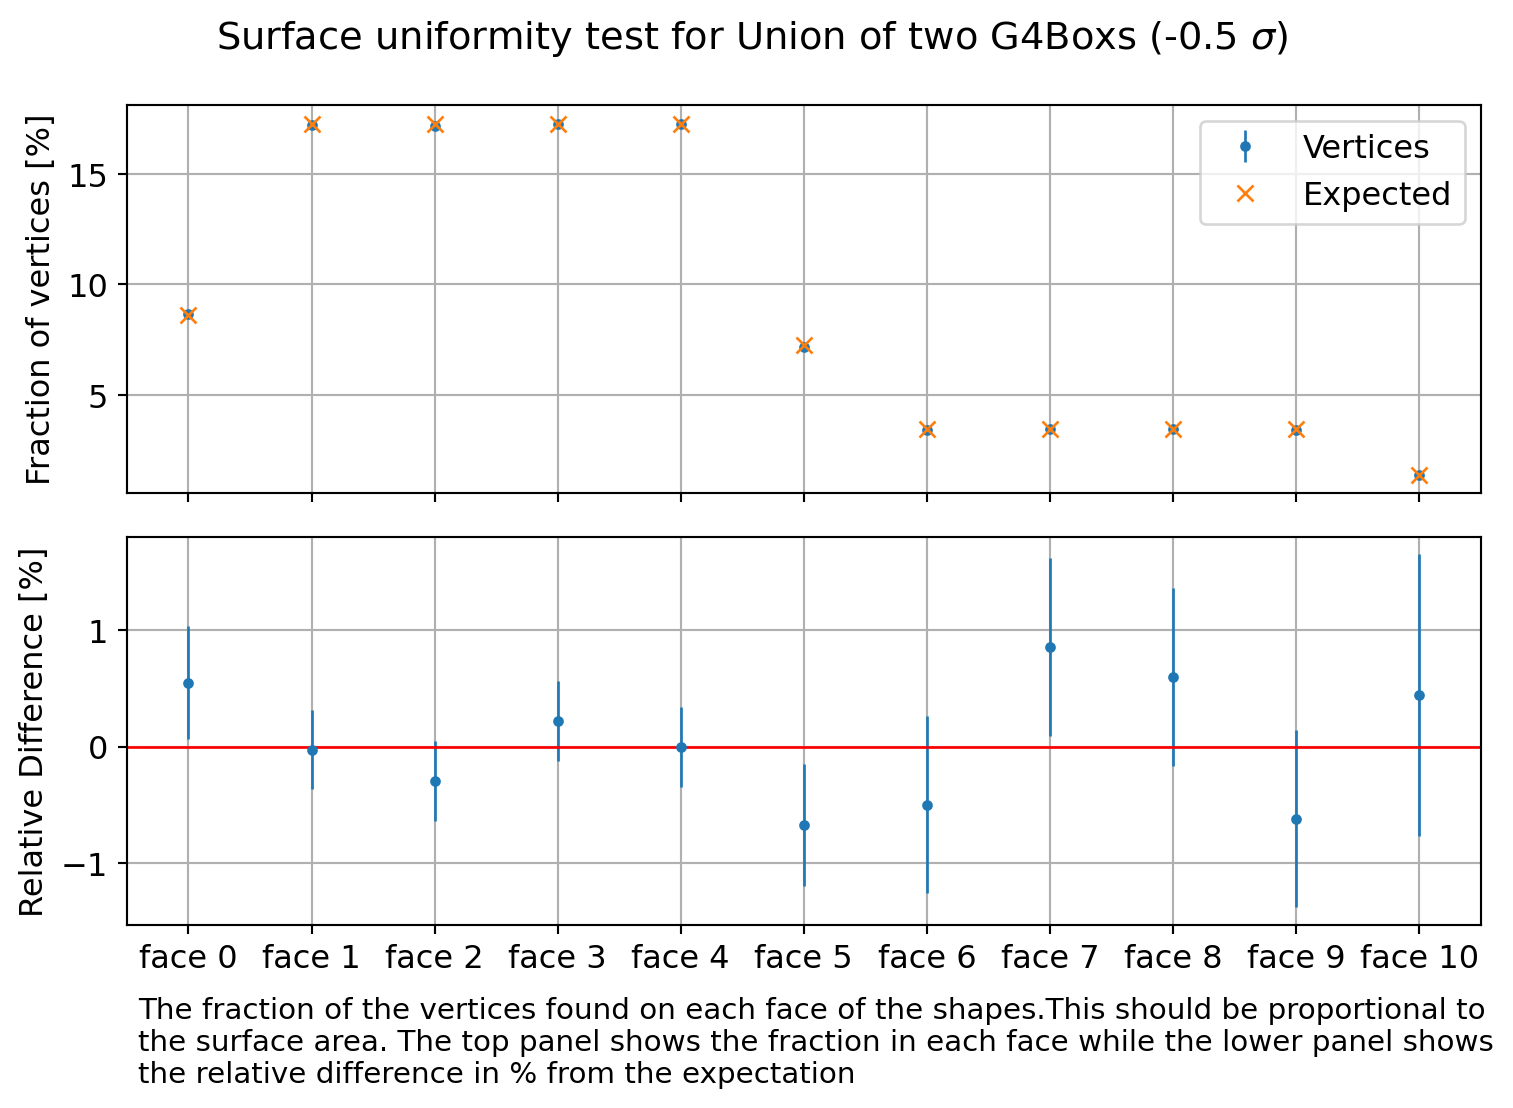 Surface uniformity test for Union of two G4Boxs (-0.5 σ)
Fraction of vertices [%]
15
10
5
Vertices
Expected
Relative Difference [%]
1
0
−1
face 0 face 1 face 2 face 3 face 4 face 5 face 6 face 7 face 8 face 9 face 10
The fraction of the vertices found on each face of the shapes.This should be proportional to
the surface area. The top panel shows the fraction in each face while the lower panel shows
the relative difference in % from the expectation